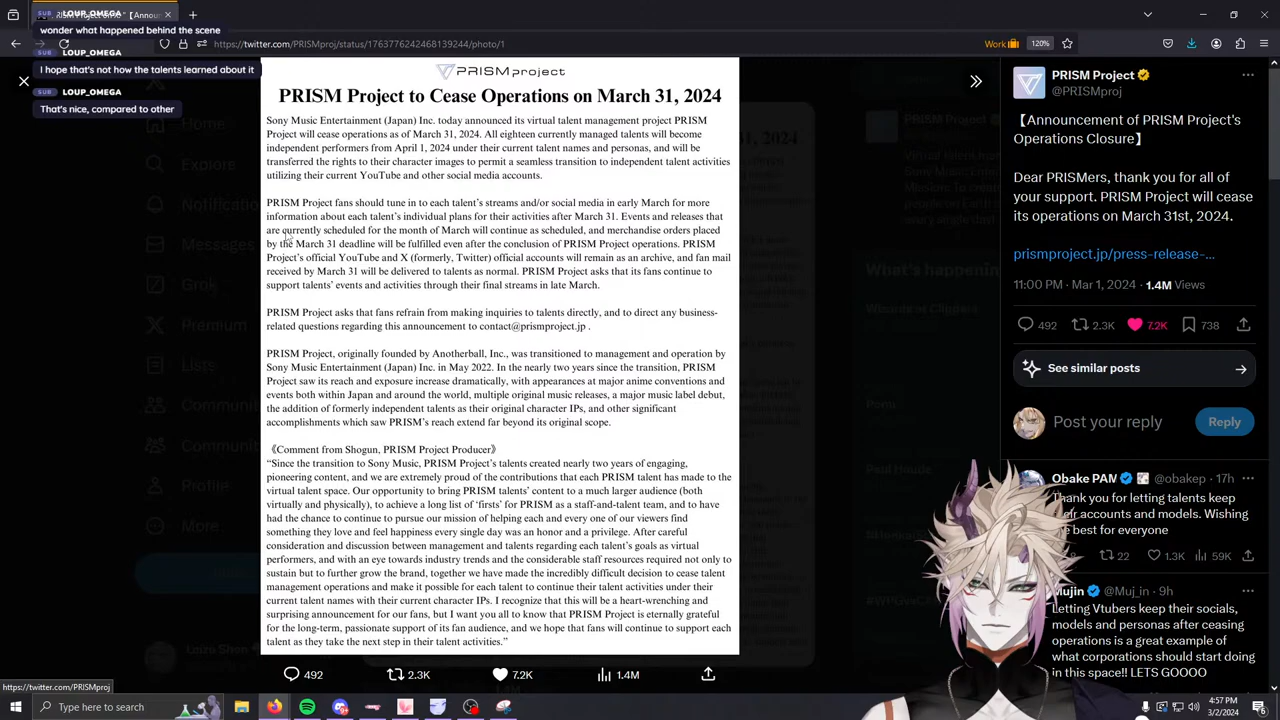 LOUP_OMEGA
wonder what happened behind the scene
SUB LOUP_OMEGA
I hope that's not how the talents learned about it
SUB LOUP_OMEGA
That's nice, compared to other
https://twitter.com/PRISMproj/status/1763776242468139244/photo/1
Work
120%
PRISM project
PRISM Project to Cease Operations on March 31, 2024
Sony Music Entertainment (Japan) Inc. today announced its virtual talent management project PRISM
Project will cease operations as of March 31, 2024. All eighteen currently managed talents will become
independent performers from April 1, 2024 under their current talent names and personas, and will be
transferred the rights to their character images to permit a seamless transition to independent talent activities
utilizing their current YouTube and other social media accounts.
PRISM Project fans should tune in to each talent's streams and/or social media in early March for more
information about each talent's individual plans for their activities after March 31. Events and releases that
are currently scheduled for the month of March will continue as scheduled, and merchandise orders placed
by the March 31 deadline will be fulfilled even after the conclusion of PRISM Project operations. PRISM
Project's official YouTube and X (formerly, Twitter) official accounts will remain as an archive, and fan mail
received by March 31 will be delivered to talents as normal. PRISM Project asks that its fans continue to
support talents' events and activities through their final streams in late March.
PRISM Project asks that fans refrain from making inquiries to talents directly, and to direct any business-
related questions regarding this announcement to contact@prismproject.jp .
PRISM Project, originally founded by Anotherball, Inc., was transitioned to management and operation by
Sony Music Entertainment (Japan) Inc. in May 2022. In the nearly two years since the transition, PRISM
Project saw its reach and exposure increase dramatically, with appearances at major anime conventions and
events both within Japan and around the world, multiple original music releases, a major music label debut,
the addition of formerly independent talents as their original character IPs, and other significant
accomplishments which saw PRISM's reach extend far beyond its original scope.
《Comment from Shogun, PRISM Project Producer》
“Since the transition to Sony Music, PRISM Project's talents created nearly two years of engaging,
pioneering content, and we are extremely proud of the contributions that each PRISM talent has made to the
virtual talent space. Our opportunity to bring PRISM talents' content to a much larger audience (both
virtually and physically), to achieve a long list of 'firsts' for PRISM as a staff-and-talent team, and to have
had the chance to continue to pursue our mission of helping each and every one of our viewers find
something they love and feel happiness every single day was an honor and a privilege. After careful
consideration and discussion between management and talents regarding each talent's goals as virtual
performers, and with an eye towards industry trends and the considerable staff resources required not only to
sustain but to further grow the brand, together we have made the incredibly difficult decision to cease talent
management operations and make it possible for each talent to continue their talent activities under their
current talent names with their current character IPs. I recognize that this will be a heart-wrenching and
surprising announcement for our fans, but I want you all to know that PRISM Project is eternally grateful
for the long-term, passionate support of its fan audience, and we hope that fans will continue to support each
talent as they take the next step in their talent activities.”
492
2.3K
7.2K
1.4M
Home
Explore
Notifications
Messages
Grok
Premium
Lists
Profile
More
PRISM Project
@PRISMproj
【Announcement of PRISM Project's
Operations Closure】
Dear PRISMers, thank you for all of
your support. PRISM Project will cease
operations on March 31st, 2024.
prismproject.jp/press-release-...
11:00 PM · Mar 1, 2024 · 1.4M Views
492
2.3K
7.2K
738
See similar posts
Post your reply
Reply
Obake PAM @obakep · 17h
Thank you for letting talents keep
their accounts and models. Wishing
best for everyone
22
1.3K
59K
Mujin @Muj_in · 9h
Letting Vtubers keep their socials,
models and personas after ceasing
operations is a great example of
what corporations should start doing
in this space!! LETS GOOOO
https://twitter.com/PRISMproj
Type here to search
4:57 PM
3/2/2024